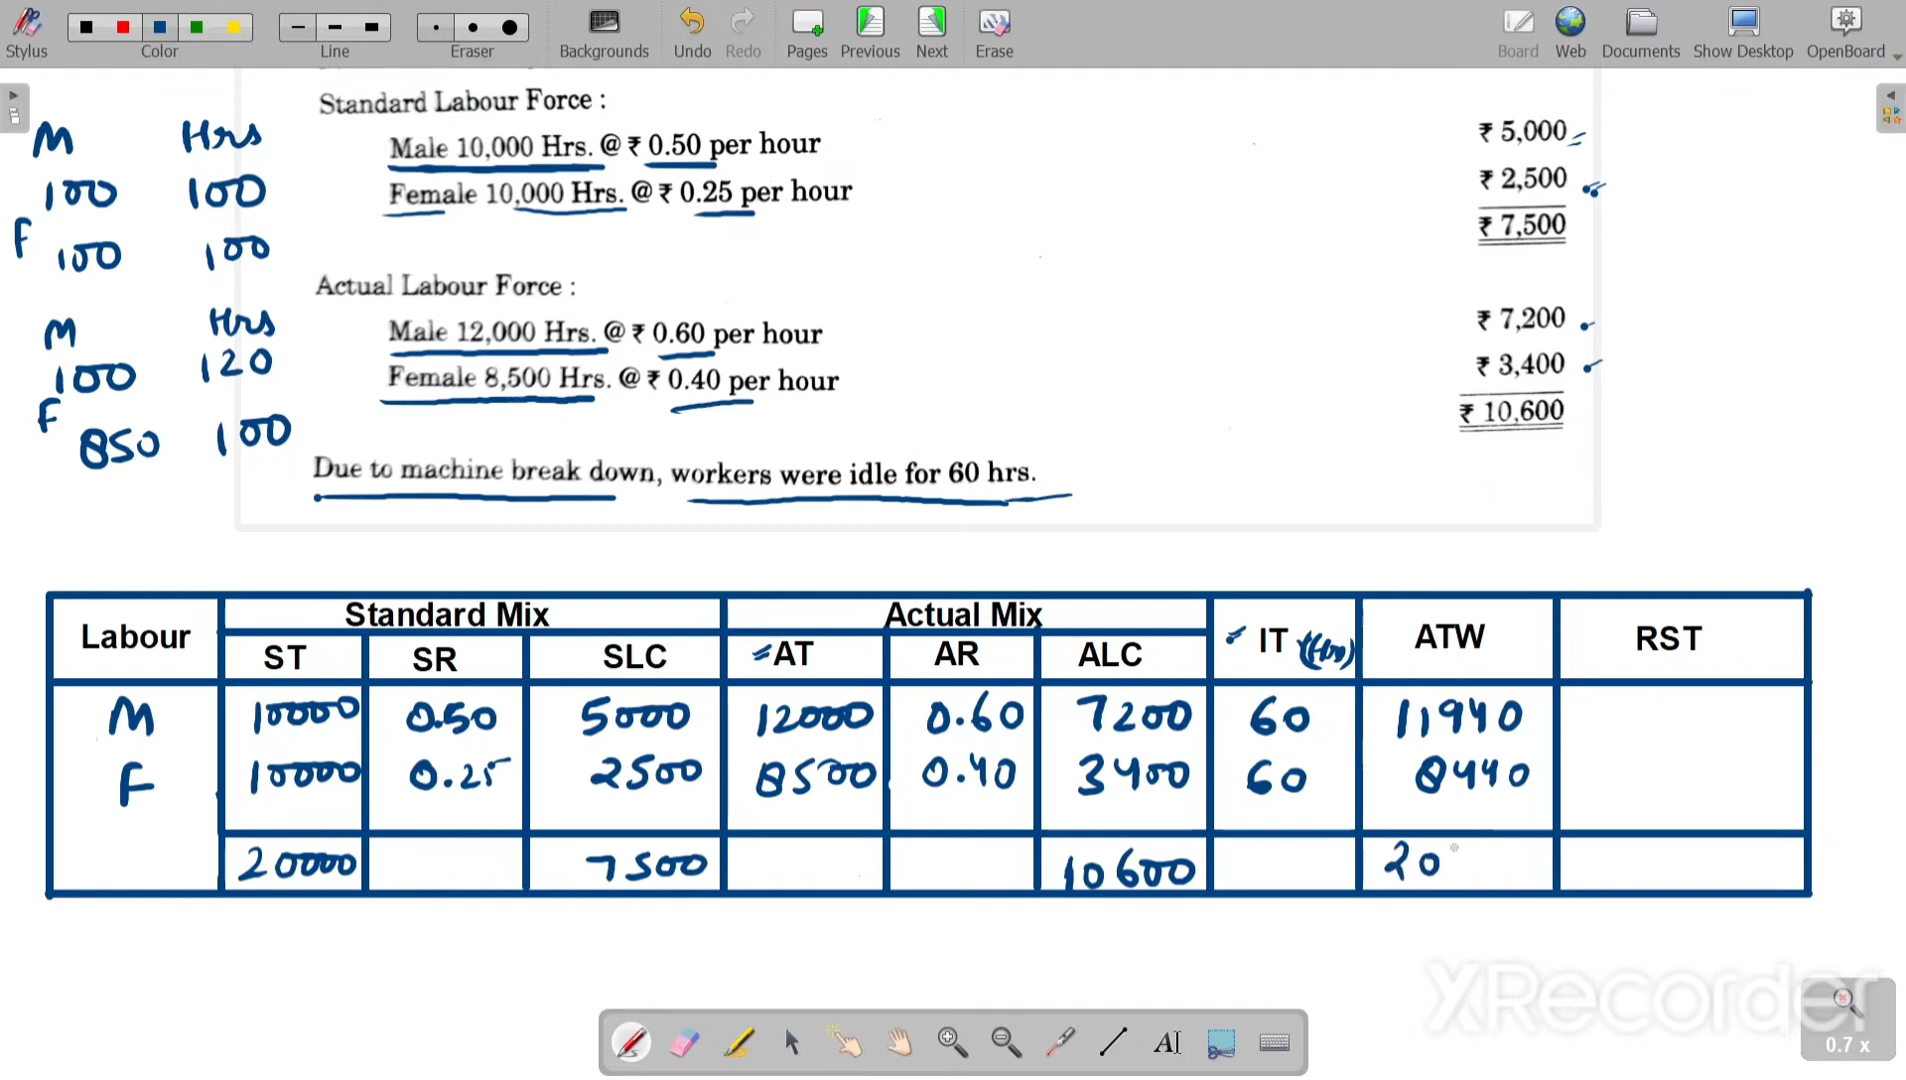 Stylus Color Line Eraser Backgrounds Undo Redo Pages Previous Next Erase Board Web Documents Show Desktop OpenBoard
Standard Labour Force :
Male 10,000 Hrs. @ ₹ 0.50 per hour ₹ 5,000
Female 10,000 Hrs. @ ₹ 0.25 per hour ₹ 2,500
₹ 7,500
Actual Labour Force :
Male 12,000 Hrs. @ ₹ 0.60 per hour ₹ 7,200
Female 8,500 Hrs. @ ₹ 0.40 per hour ₹ 3,400
₹ 10,600
Due to machine break down, workers were idle for 60 hrs.
M Hrs
100 100
F 100 100
M Hrs
100 120
F 850 100
Labour Standard Mix Actual Mix IT (Hrs) ATW RST
ST SR SLC AT AR ALC
M 10000 0.50 5000 12000 0.60 7200 60 11940
F 10000 0.25 2500 8500 0.40 3400 60 8440
20000 7500 10600 20
XRecorder
0.7 x